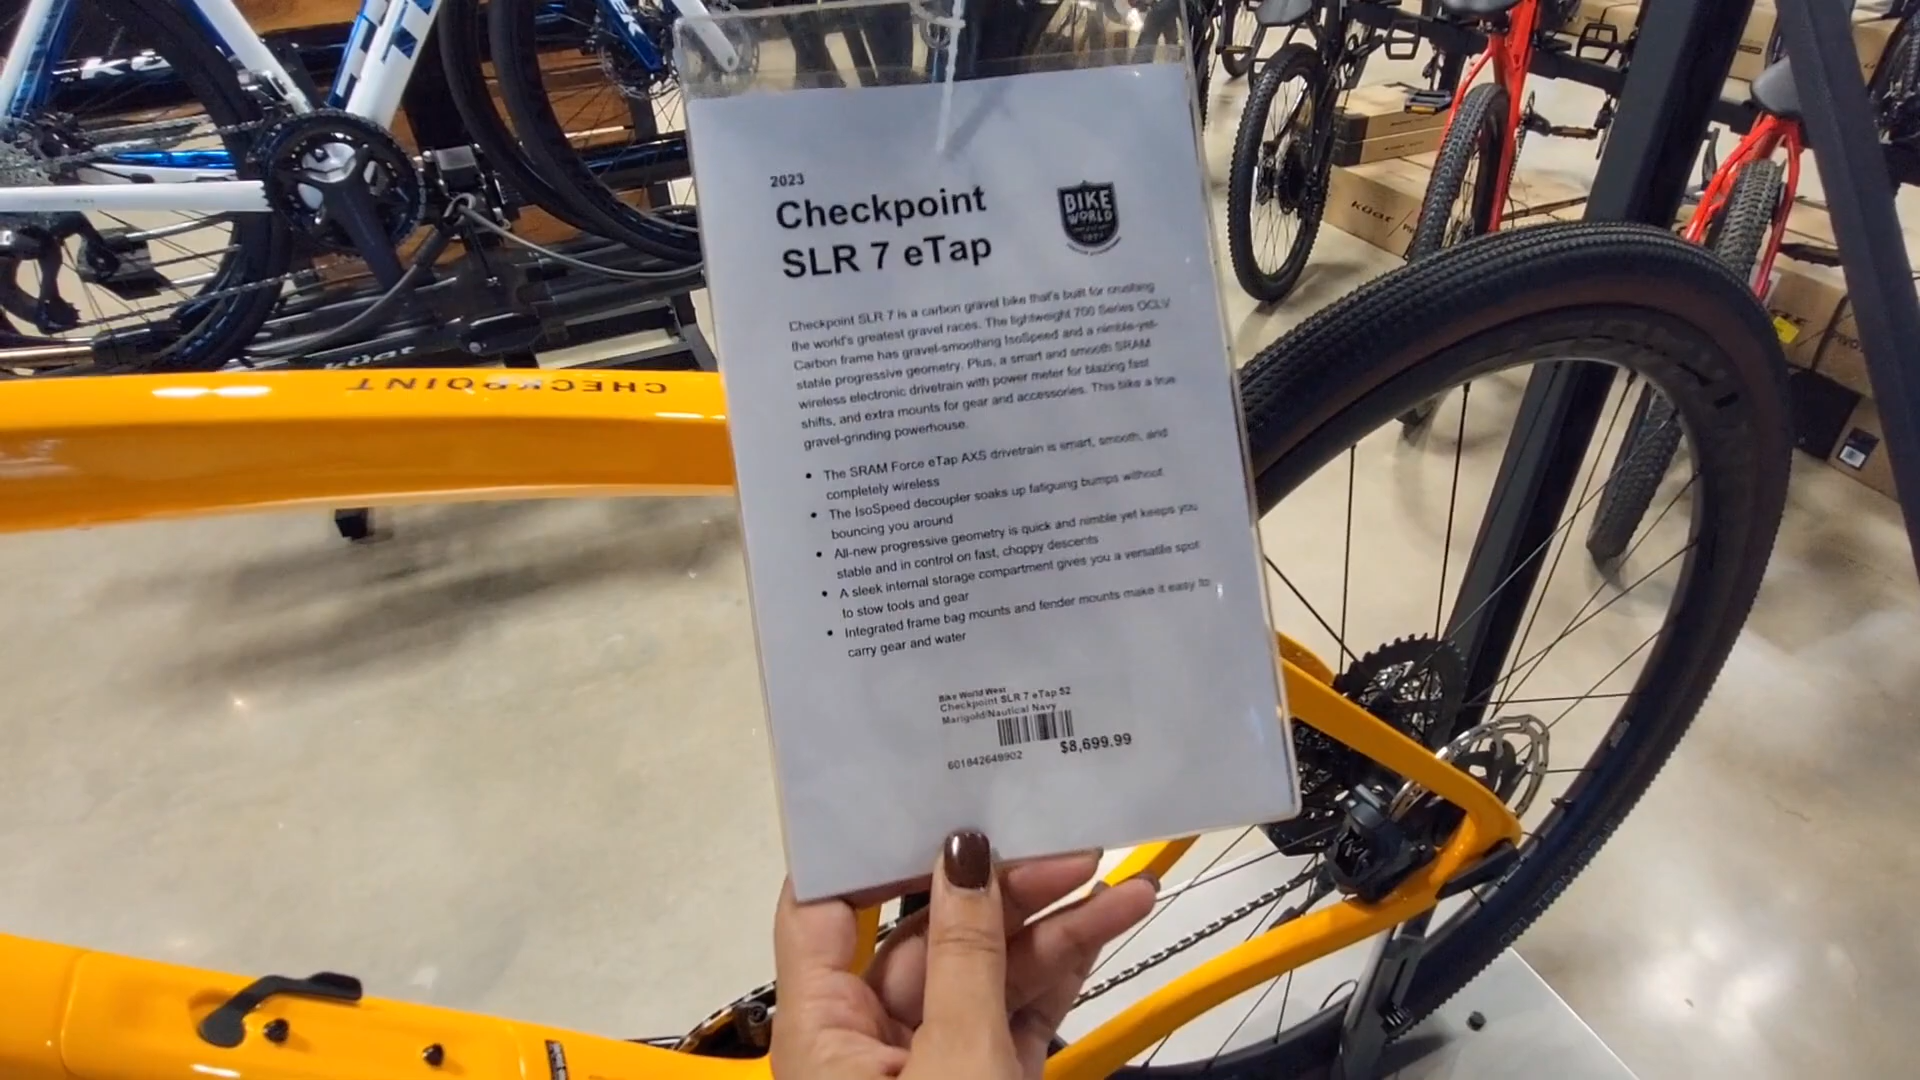 2023
Checkpoint
SLR 7 eTap
BIKE
WORLD
Checkpoint SLR 7 is a carbon gravel bike that's built for crushing
the world's greatest gravel races. The lightweight 700 Series OCLV
Carbon frame has gravel-smoothing IsoSpeed and a nimble-yet-
stable progressive geometry. Plus, a smart and smooth SRAM
wireless electronic drivetrain with power meter for blazing fast
shifts, and extra mounts for gear and accessories. This bike a true
gravel-grinding powerhouse.
• The SRAM Force eTap AXS drivetrain is smart, smooth, and
completely wireless
• The IsoSpeed decoupler soaks up fatiguing bumps without
bouncing you around
• All-new progressive geometry is quick and nimble yet keeps you
stable and in control on fast, choppy descents
• A sleek internal storage compartment gives you a versatile spot
to stow tools and gear
• Integrated frame bag mounts and fender mounts make it easy to
carry gear and water
Bike World West
Checkpoint SLR 7 eTap 52
Marigold/Nautical Navy
$8,699.99
601842648902
CHECKPOINT
KUAT